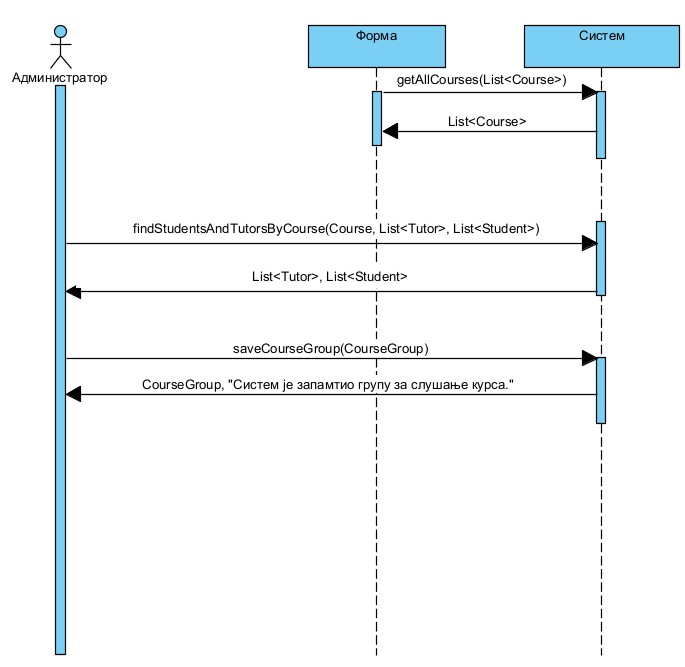 Форма
Систем
Администратор
getAllCourses(List<Course>)
List<Course>
findStudentsAndTutorsByCourse(Course, List<Tutor>, List<Student>)
List<Tutor>, List<Student>
saveCourseGroup(CourseGroup)
CourseGroup, "Систем је запамтио групу за слушање курса."